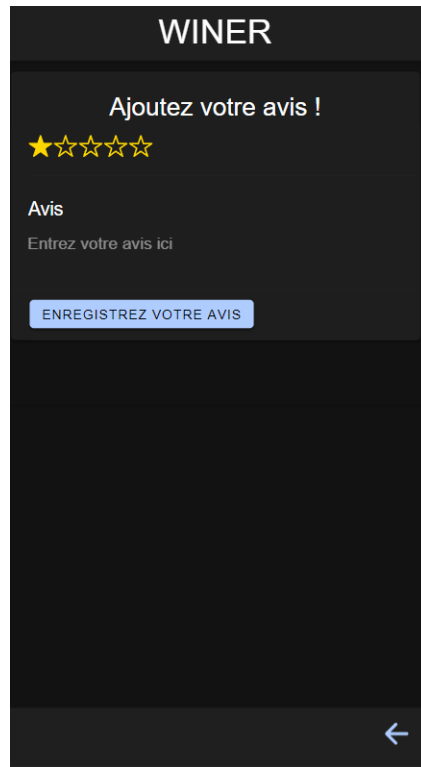 WINER
Ajoutez votre avis !
Avis
Entrez votre avis ici
ENREGISTREZ VOTRE AVIS